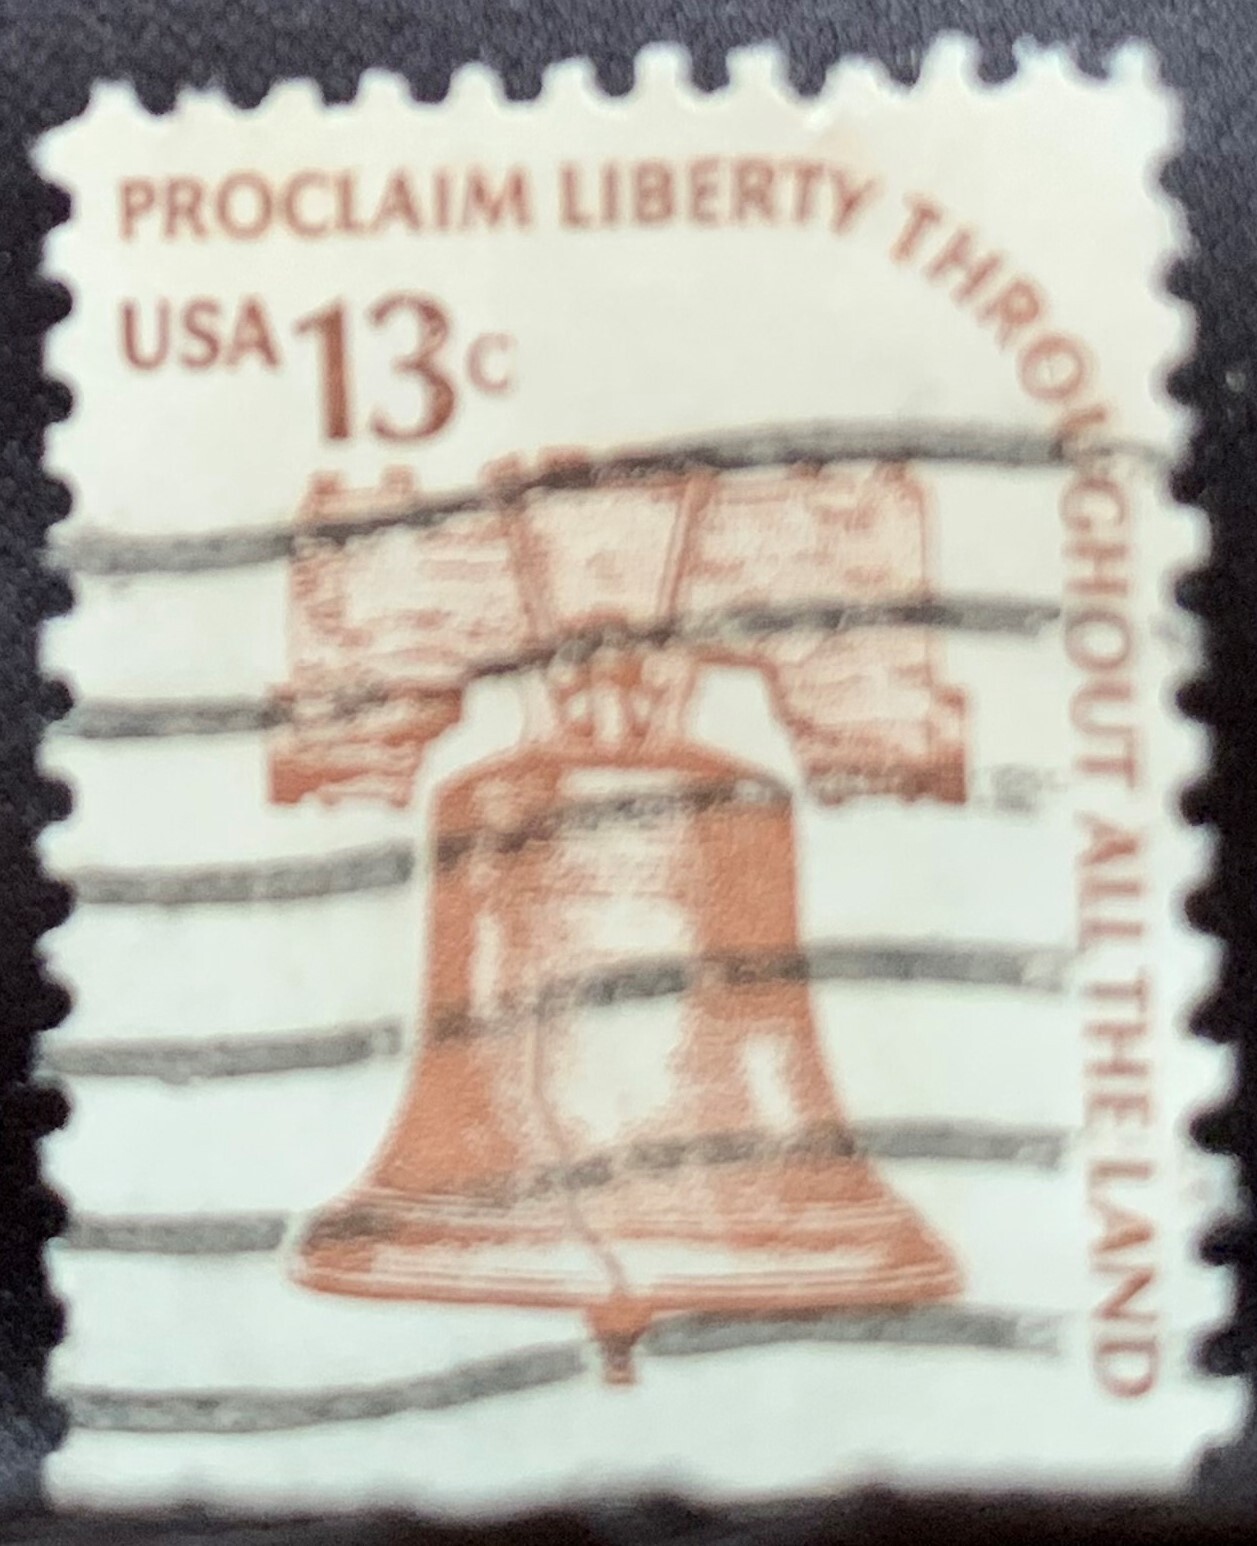 PROCLAIM LIBERTY THROUGHOUT ALL THE LAND
USA 13c